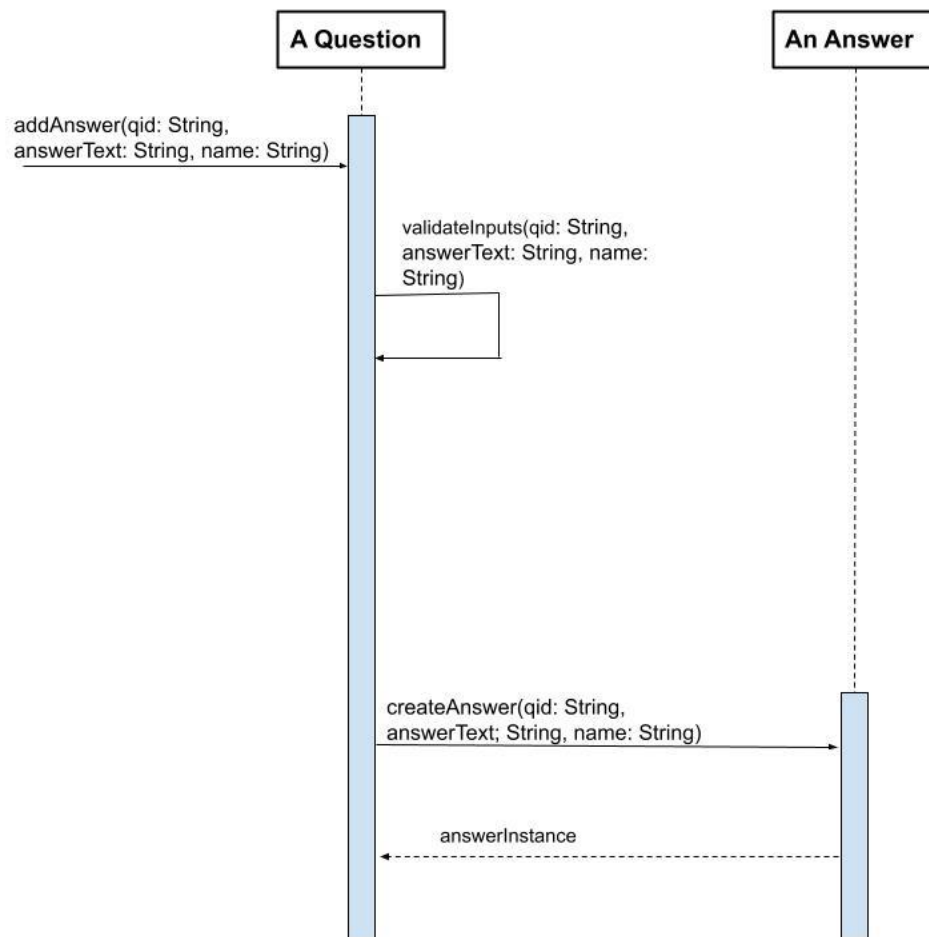 A Question
An Answer
addAnswer(qid: String,
answerText: String, name: String)
validateInputs(qid: String,
answerText: String, name:
String)
createAnswer(qid: String,
answerText; String, name: String)
answerInstance